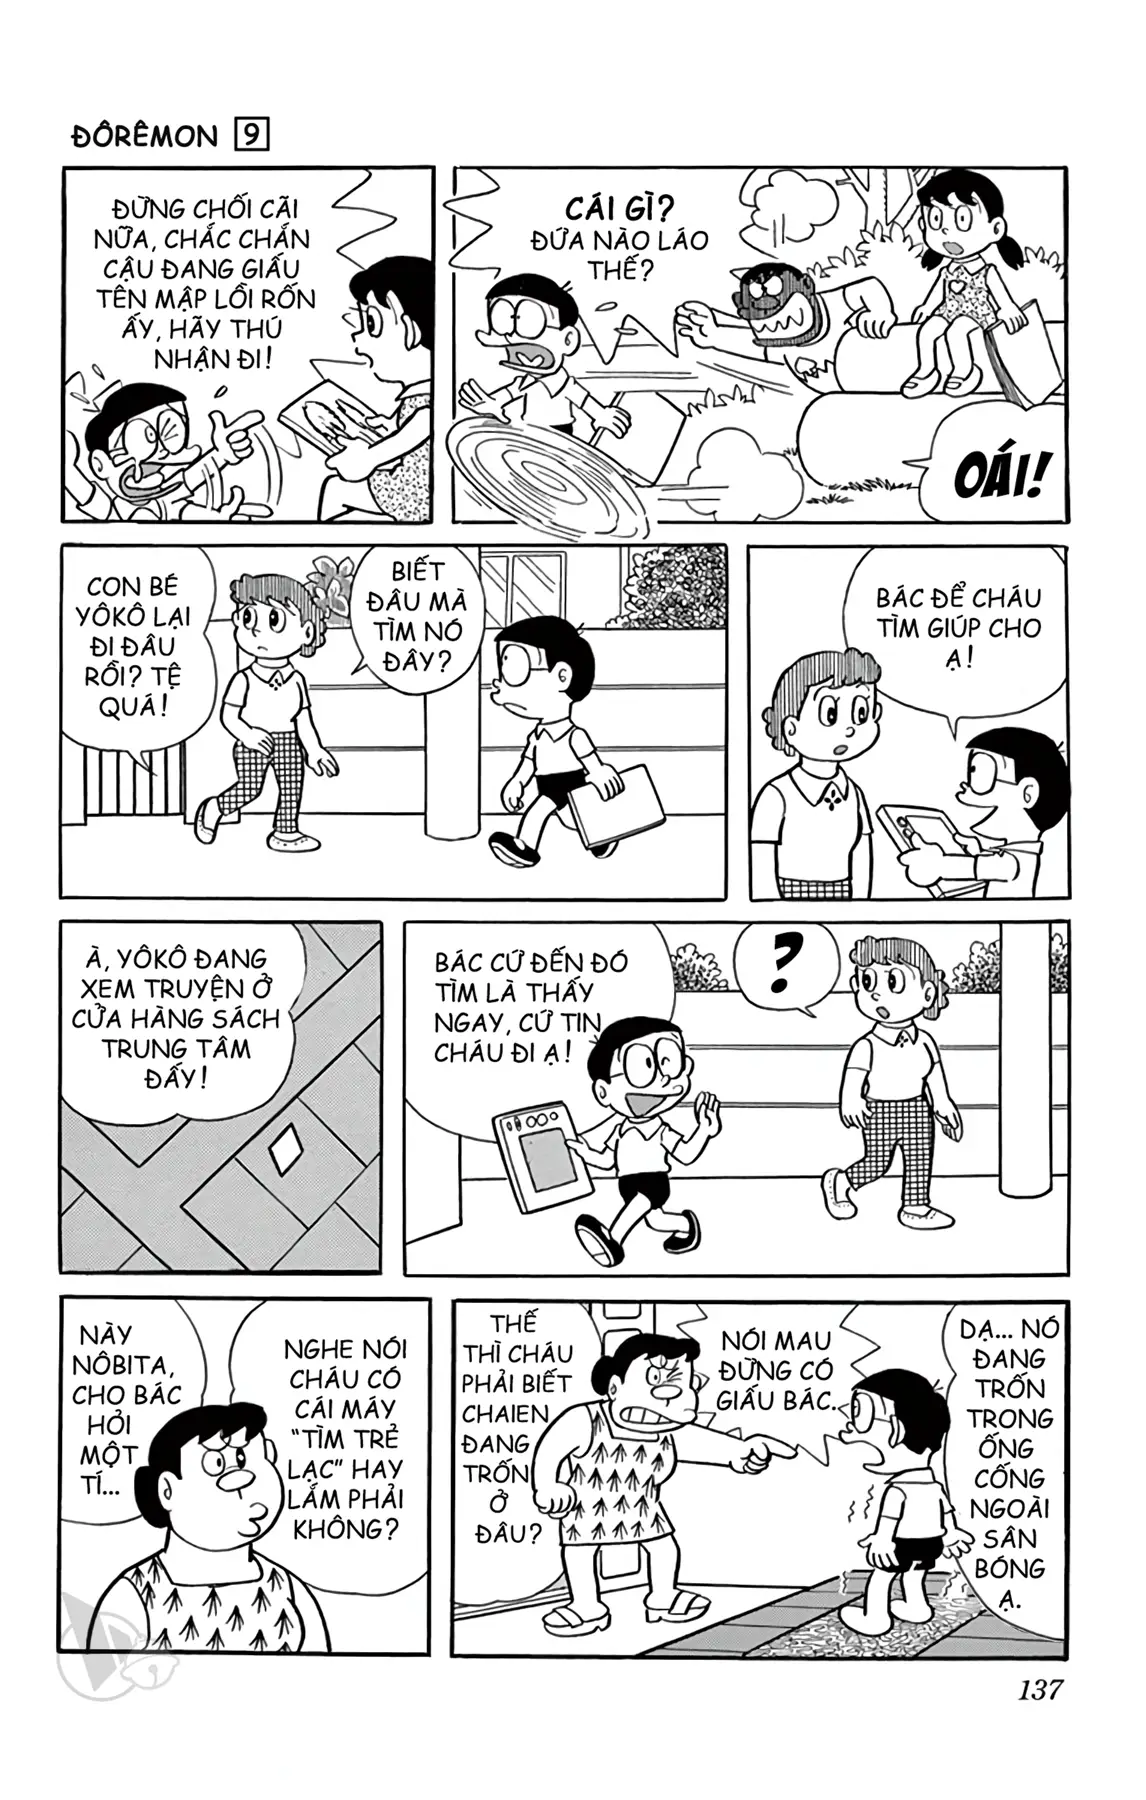 ĐÔRÊMON 9
ĐỪNG CHỐI CÃI
NỮA, CHẮC CHẮN
CẬU ĐANG GIẤU
TÊN MẬP LỒI RỐN
ẤY, HÃY THÚ
NHẬN ĐI!
CÁI GÌ?
ĐỨA NÀO LÁO
THẾ?
OÁI!
CON BÉ
YÔKÔ LẠI
ĐI ĐÂU
RỒI? TỆ
QUÁ!
BIẾT
ĐÂU MÀ
TÌM NÓ
ĐÂY?
BÁC ĐỂ CHÁU
TÌM GIÚP CHO
Ạ!
À, YÔKÔ ĐANG
XEM TRUYỆN Ở
CỬA HÀNG SÁCH
TRUNG TÂM
ĐẤY!
BÁC CỨ ĐẾN ĐÓ
TÌM LÀ THẤY
NGAY, CỨ TIN
CHÁU ĐI Ạ!
?
NÀY
NÔBITA,
CHO BÁC
HỎI
MỘT
TÍ...
NGHE NÓI
CHÁU CÓ
CÁI MÁY
"TÌM TRẺ
LẠC" HAY
LẮM PHẢI
KHÔNG?
THẾ
THÌ CHÁU
PHẢI BIẾT
CHAIEN
ĐANG
TRỐN
Ở
ĐÂU?
NÓI MAU
ĐỪNG CÓ
GIẤU BÁC.
DẠ... NÓ
ĐANG
TRỐN
TRONG
ỐNG
CỐNG
NGOÀI
SÂN
BÓNG
Ạ.
137